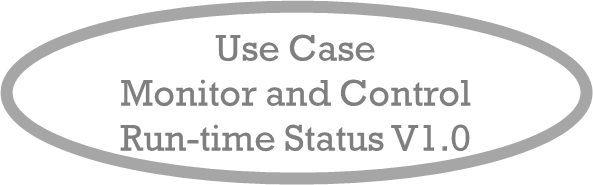 Use Case
Monitor and Control
Run-time Status V1.0